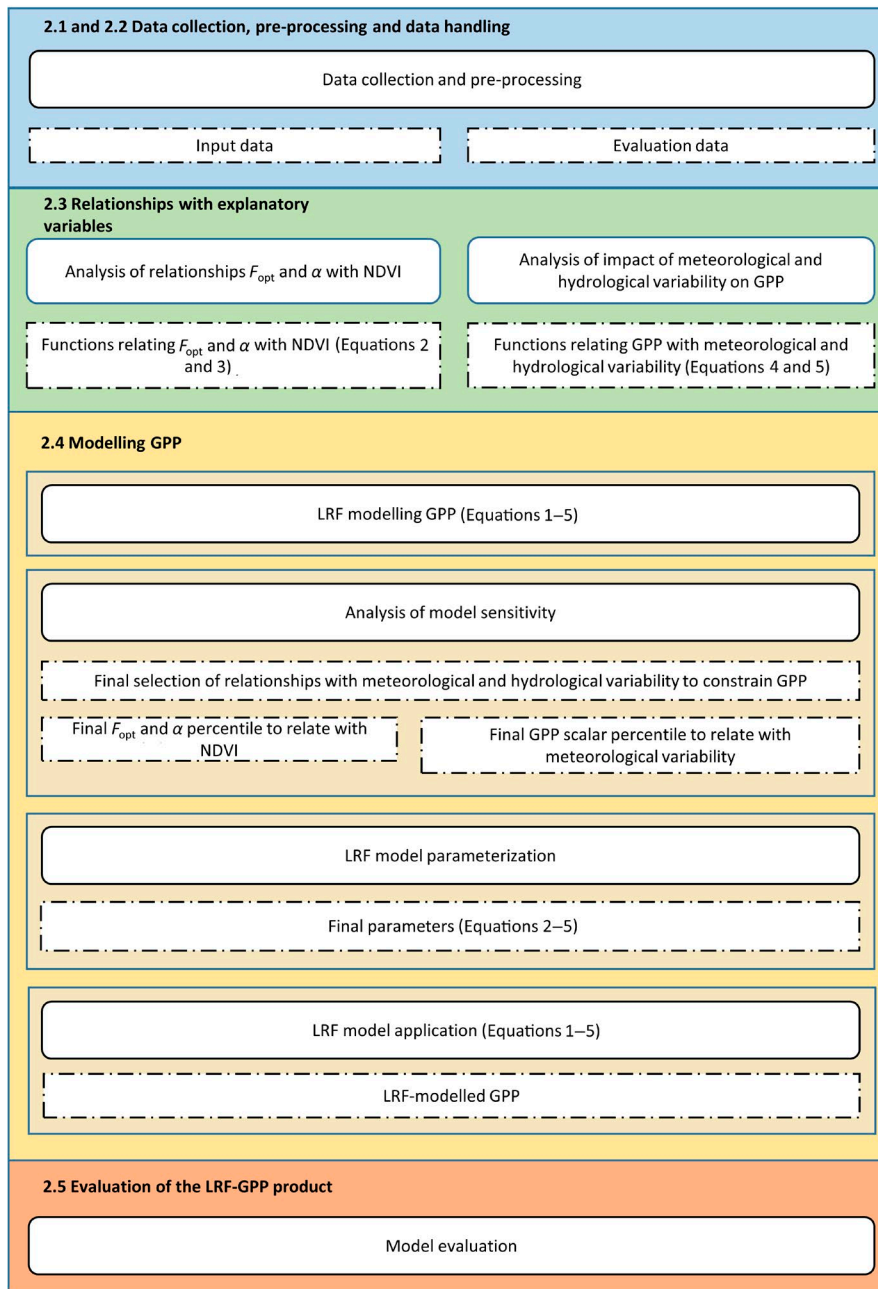 2.1 and 2.2 Data collection, pre-processing and data handling
Data collection and pre-processing
Input data
Evaluation data
2.3 Relationships with explanatory
variables
Analysis of relationships Fopt and α with NDVI
Analysis of impact of meteorological and
hydrological variability on GPP
Functions relating Fopt and α with NDVI (Equations 2
and 3)
Functions relating GPP with meteorological and
hydrological variability (Equations 4 and 5)
2.4 Modelling GPP
LRF modelling GPP (Equations 1–5)
Analysis of model sensitivity
Final selection of relationships with meteorological and hydrological variability to constrain GPP
Final Fopt and α percentile to relate with
NDVI
Final GPP scalar percentile to relate with
meteorological variability
LRF model parameterization
Final parameters (Equations 2–5)
LRF model application (Equations 1–5)
LRF-modelled GPP
2.5 Evaluation of the LRF-GPP product
Model evaluation